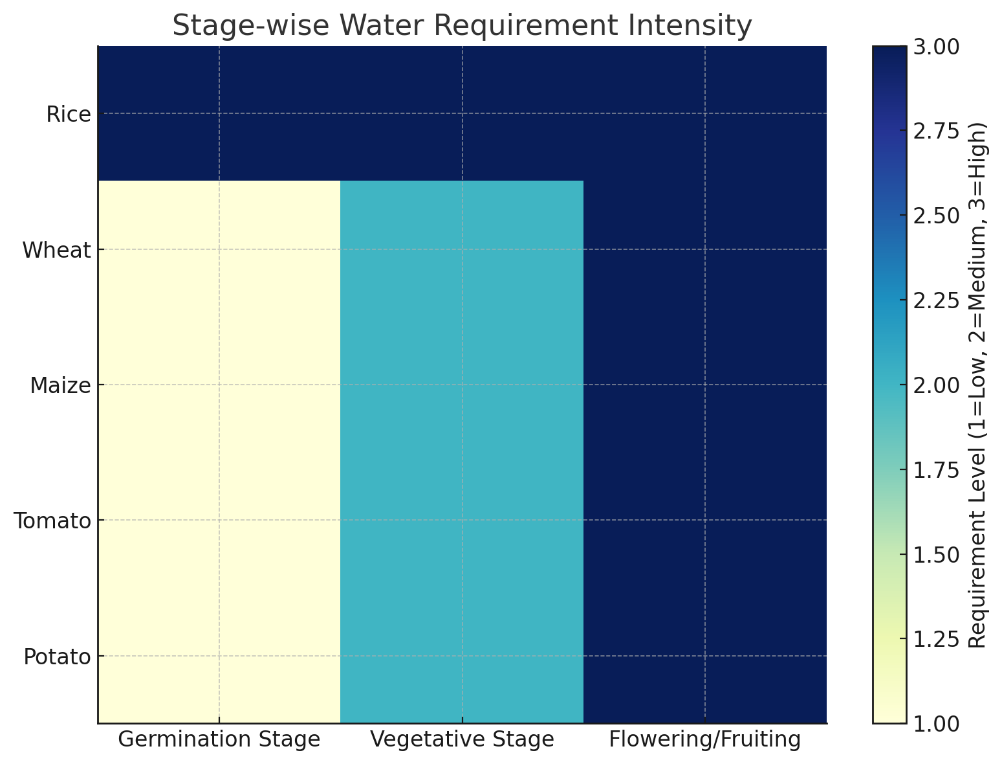 Stage-wise Water Requirement Intensity
Rice
Wheat
Maize
Tomato
Potato
Germination Stage
Vegetative Stage
Flowering/Fruiting
3.00
2.75
2.50
2.25
2.00
1.75
1.50
1.25
1.00
Requirement Level (1=Low, 2=Medium, 3=High)